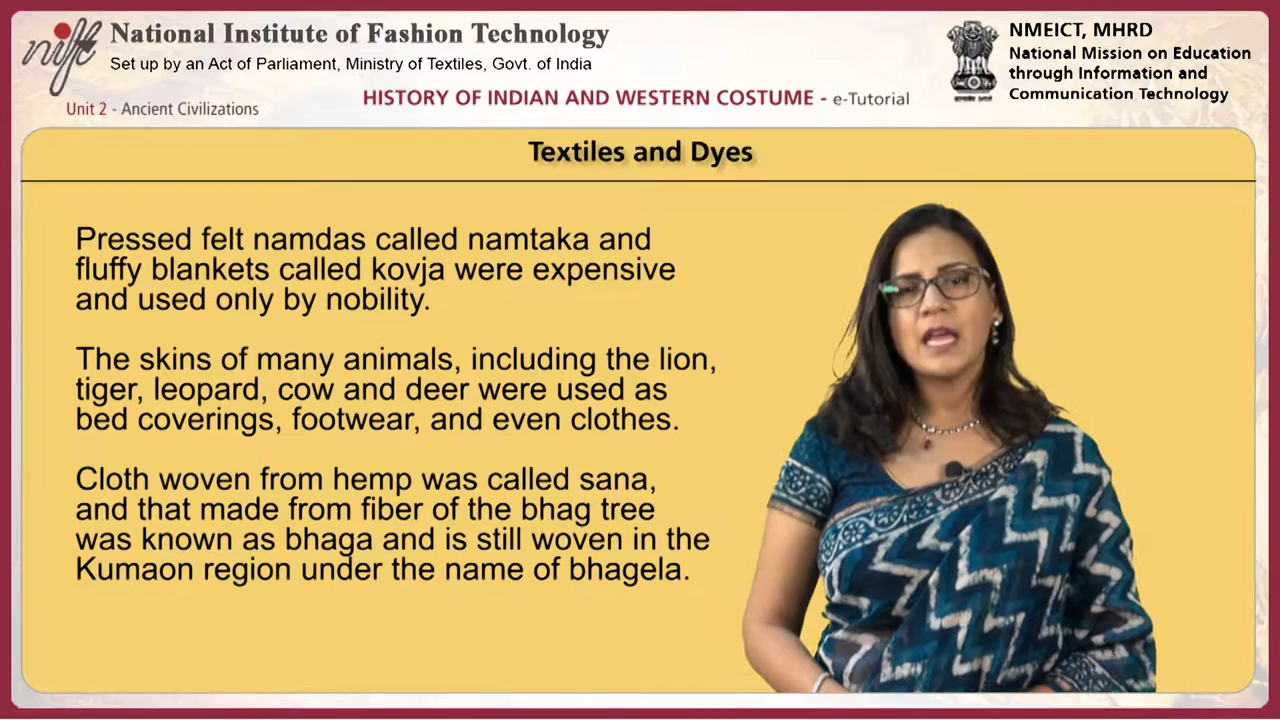 nift
National Institute of Fashion Technology
Set up by an Act of Parliament, Ministry of Textiles, Govt. of India
NMEICT, MHRD
National Mission on Education
through Information and
Communication Technology
Unit 2 - Ancient Civilizations
HISTORY OF INDIAN AND WESTERN COSTUME - e-Tutorial
Textiles and Dyes
Pressed felt namdas called namtaka and
fluffy blankets called kovja were expensive
and used only by nobility.
The skins of many animals, including the lion,
tiger, leopard, cow and deer were used as
bed coverings, footwear, and even clothes.
Cloth woven from hemp was called sana,
and that made from fiber of the bhag tree
was known as bhaga and is still woven in the
Kumaon region under the name of bhagela.